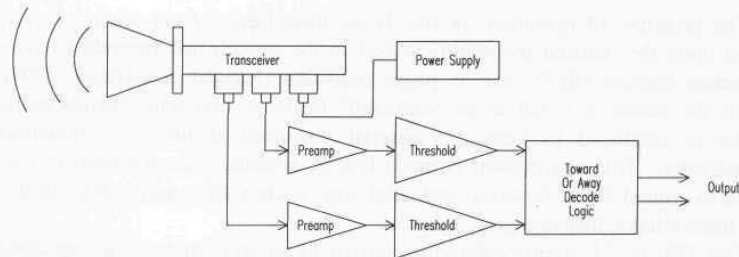 Transceiver
Power Supply
Preamp
Threshold
Toward
Or Away
Decode
Logic
Output
Preamp
Threshold